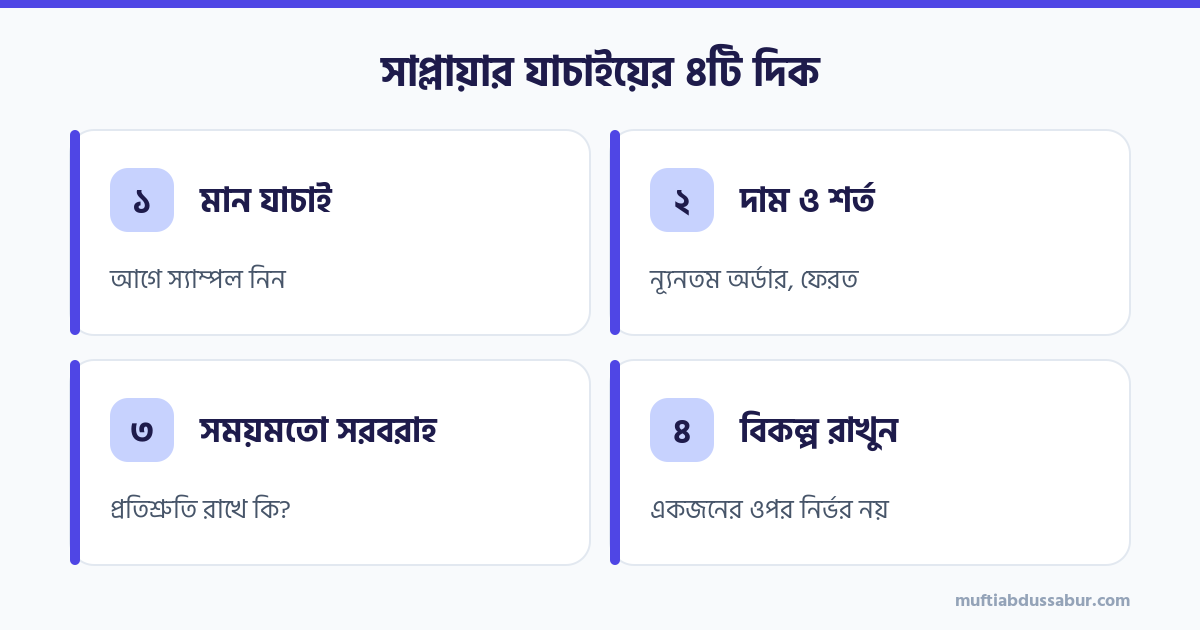 সাপ্লায়ার যাচাইয়ের ৪টি দিক
১ মান যাচাই
আগে স্যাম্পল নিন
২ দাম ও শর্ত
ন্যূনতম অর্ডার, ফেরত
৩ সময়মতো সরবরাহ
প্রতিশ্রুতি রাখে কি?
৪ বিকল্প রাখুন
একজনের ওপর নির্ভর নয়
muftiabdussabur.com